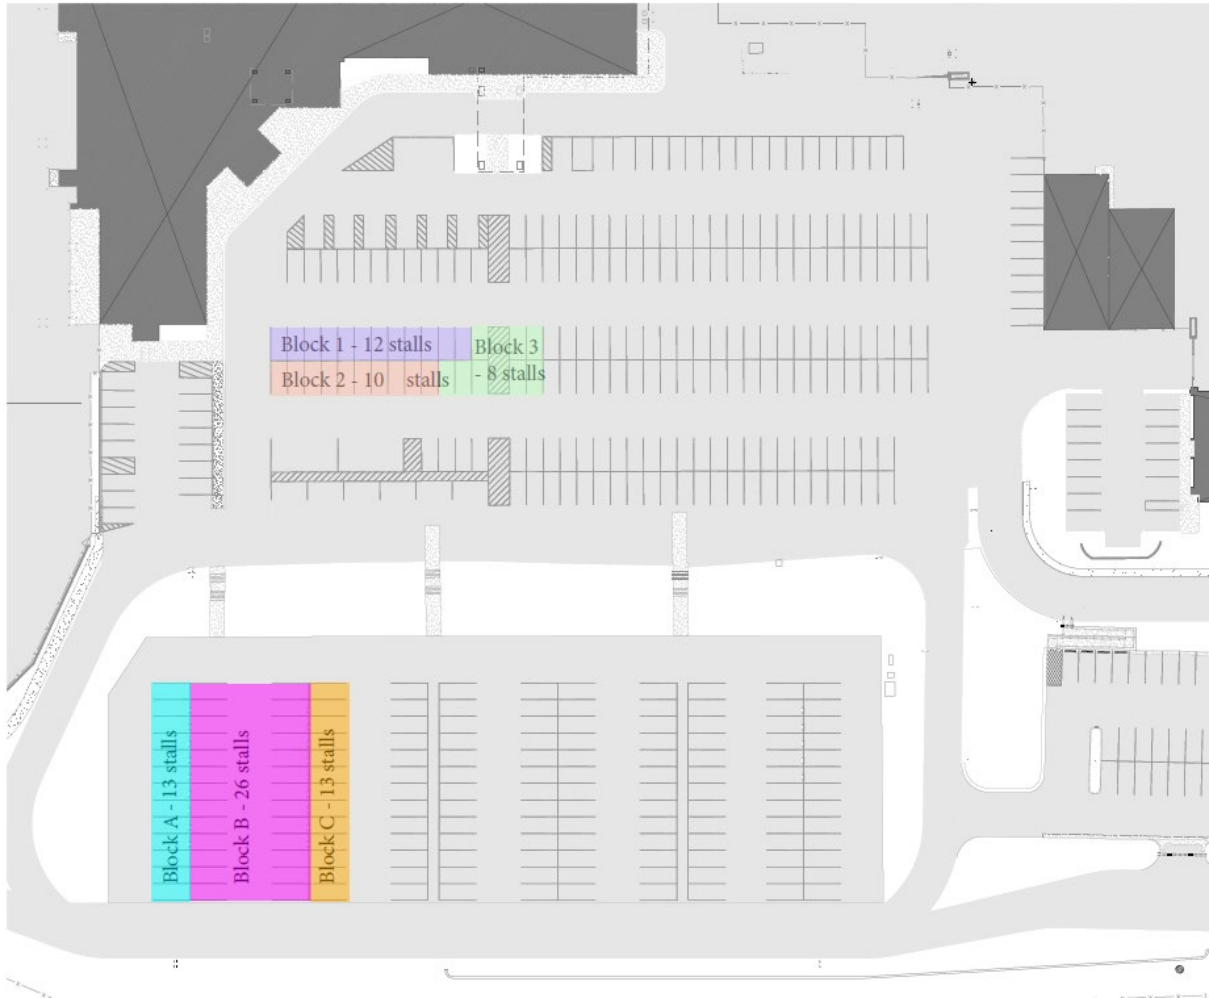 Block 1 - 12 stalls
Block 3
- 8 stalls
Block 2 - 10 stalls
Block A - 13 stalls
Block B - 26 stalls
Block C - 13 stalls